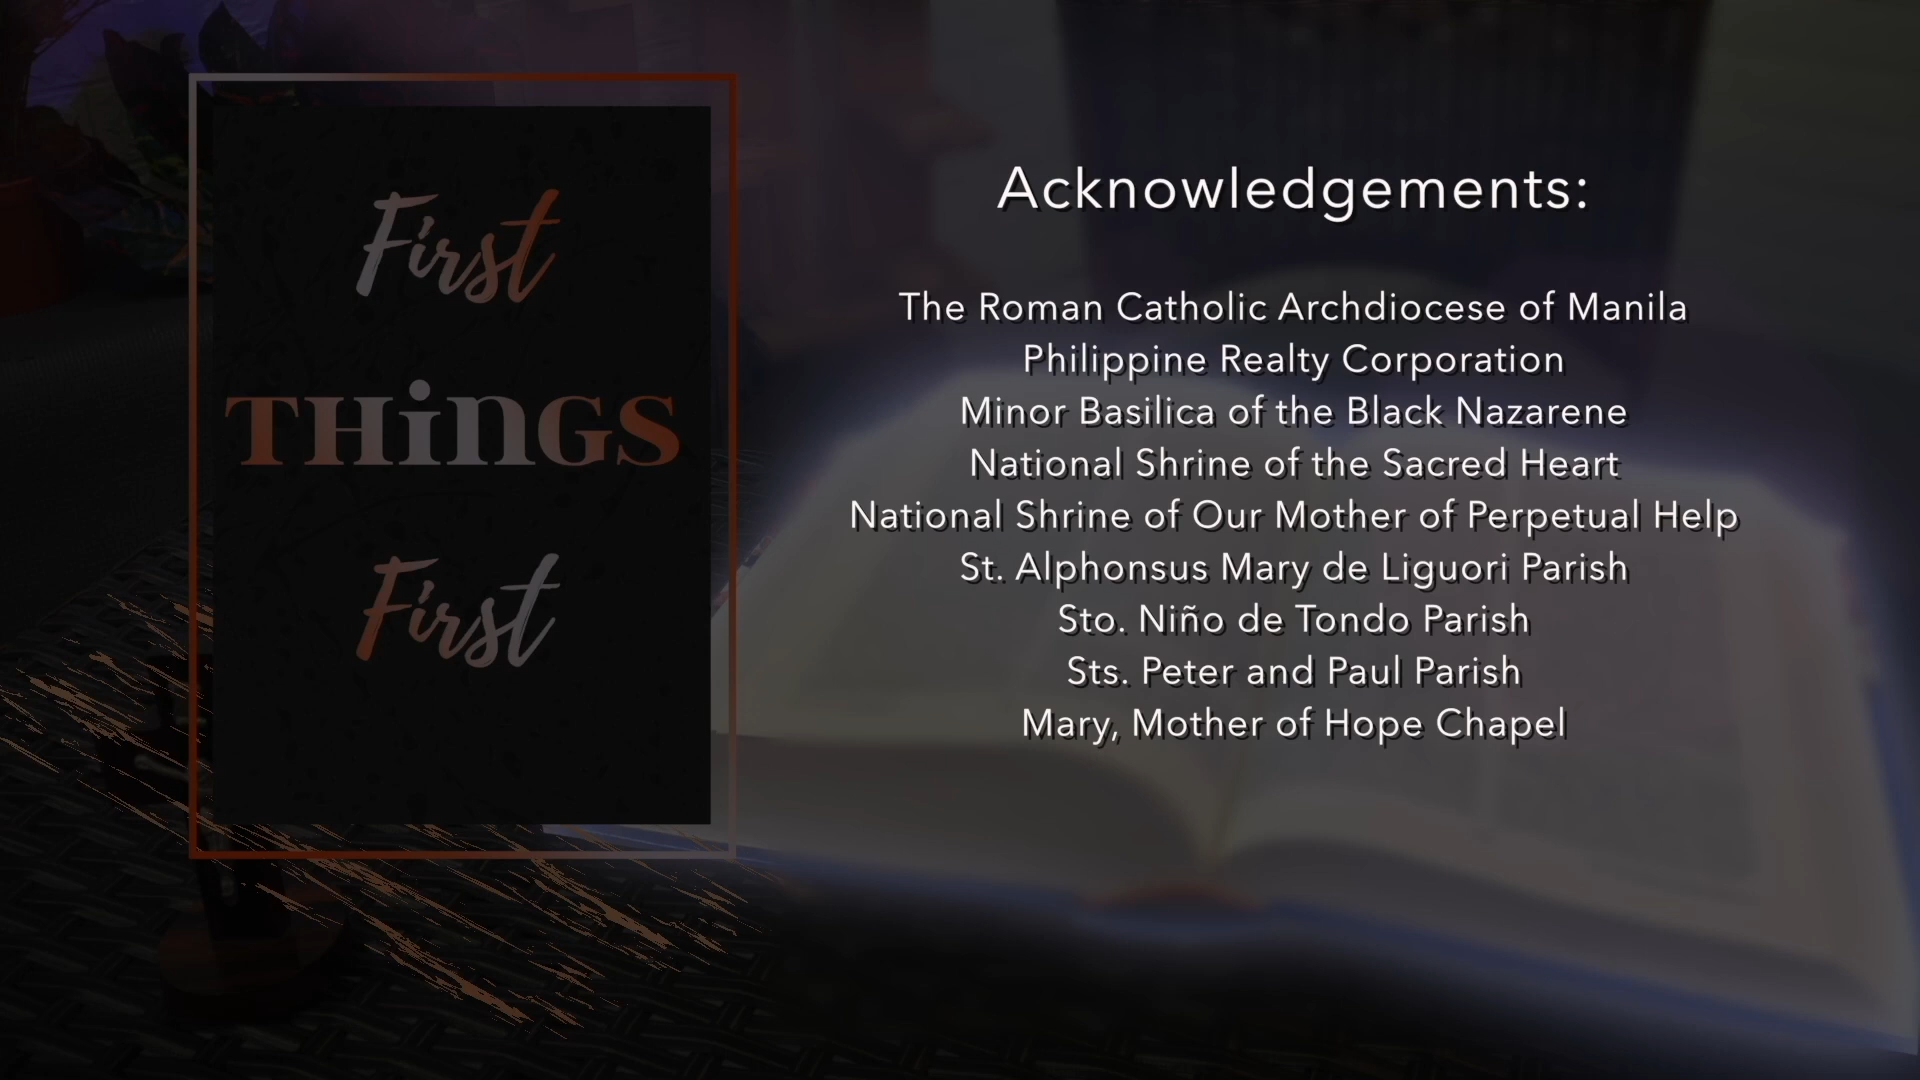 First
THiNGS
First
Acknowledgements:
The Roman Catholic Archdiocese of Manila
Philippine Realty Corporation
Minor Basilica of the Black Nazarene
National Shrine of the Sacred Heart
National Shrine of Our Mother of Perpetual Help
St. Alphonsus Mary de Liguori Parish
Sto. Niño de Tondo Parish
Sts. Peter and Paul Parish
Mary, Mother of Hope Chapel